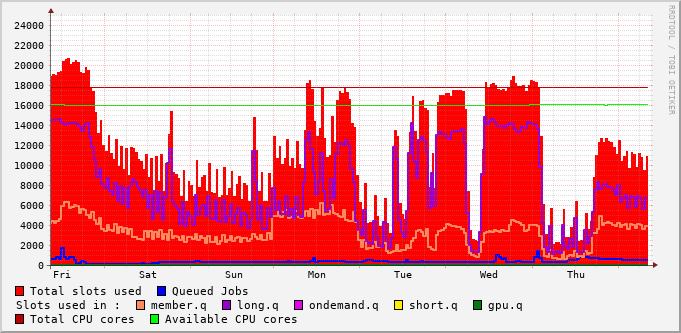 24000
22000
20000
18000
16000
14000
12000
10000
8000
6000
4000
2000
0
Fri Sat Sun Mon Tue Wed Thu
Total slots used Queued Jobs
Slots used in : member.q long.q ondemand.q short.q gpu.q
Total CPU cores Available CPU cores
RRDTOOL / TOBI OETIKER